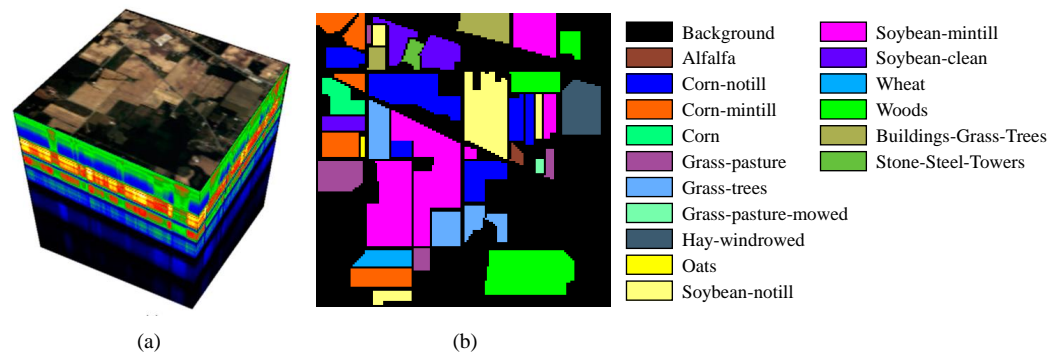 Background
Alfalfa
Corn-notill
Corn-mintill
Corn
Grass-pasture
Grass-trees
Grass-pasture-mowed
Hay-windrowed
Oats
Soybean-notill
Soybean-mintill
Soybean-clean
Wheat
Woods
Buildings-Grass-Trees
Stone-Steel-Towers
(a)
(b)